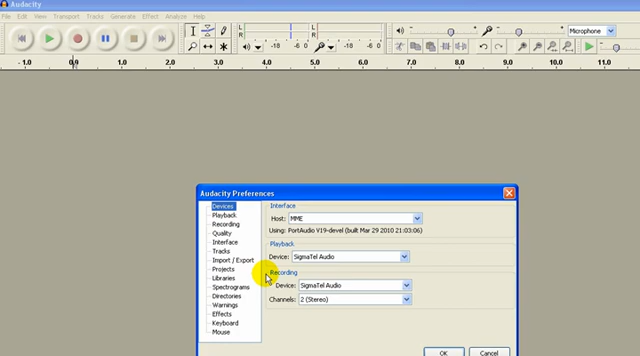 Audacity
File Edit View Transport Tracks Generate Effect Analyze Help
L
R
-18 -6 0
L
R
-18 -6 0
Microphone
-1.0 0.0 1.0 2.0 3.0 4.0 5.0 6.0 7.0 8.0 9.0 10.0 11.0
Audacity Preferences
Devices
Playback
Recording
Quality
Interface
Tracks
Import / Export
Projects
Libraries
Spectrograms
Directories
Warnings
Effects
Keyboard
Mouse
Interface
Host: MME
Using: PortAudio V19-devel (built Mar 29 2010 21:03:06)
Playback
Device: SigmaTel Audio
Recording
Device: SigmaTel Audio
Channels: 2 (Stereo)
OK Cancel